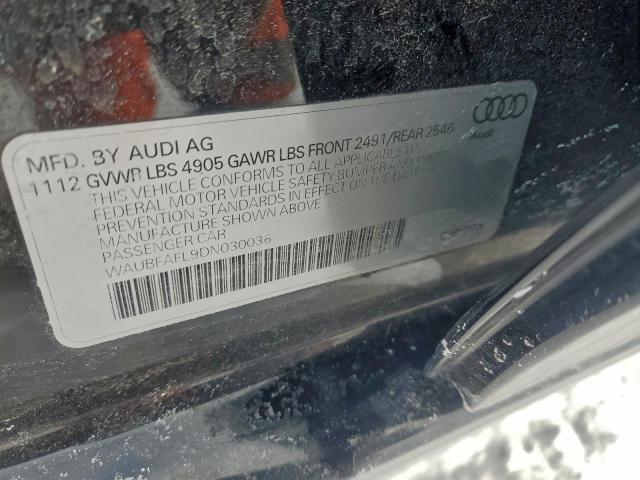 MFD. BY AUDI AG
1112 GVWR LBS 4905 GAWR LBS FRONT 2491/REAR 2546
THIS VEHICLE CONFORMS TO ALL APPLICABLE U.S.
FEDERAL MOTOR VEHICLE SAFETY BUMPER AND THEFT
PREVENTION STANDARDS IN EFFECT ON THE DATE OF
MANUFACTURE SHOWN ABOVE
PASSENGER CAR
WAUBFAFL9DN030036
Audi